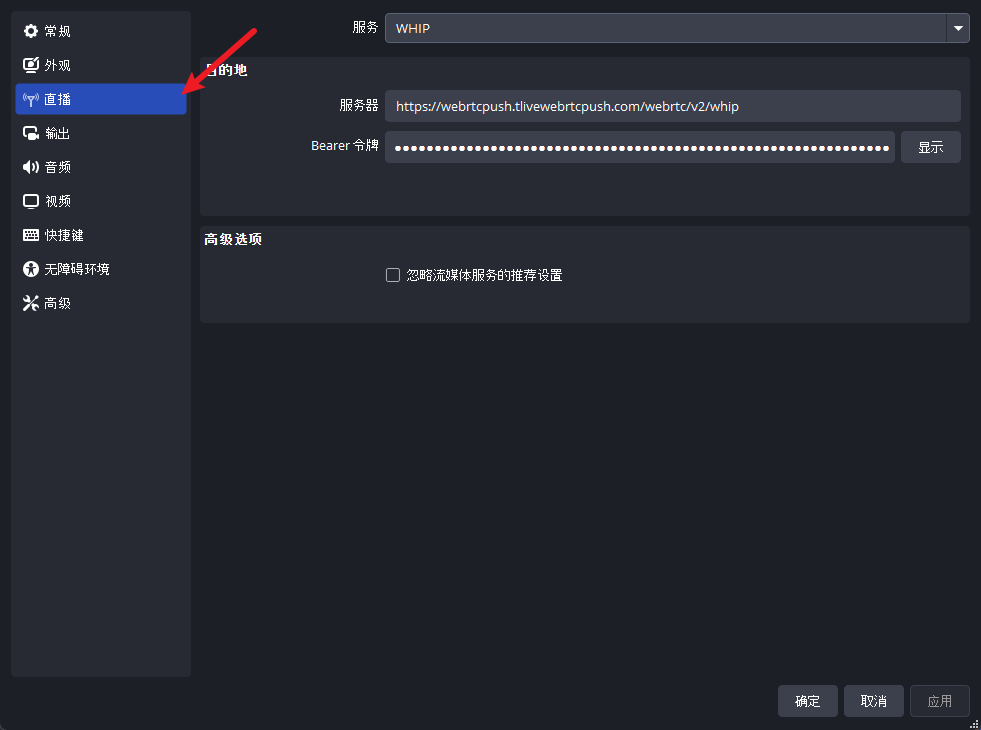 常规
外观
直播
输出
音频
视频
快捷键
无障碍环境
高级
服务 WHIP
目的地
服务器 https://webrtcpush.tlivewebrtcpush.com/webrtc/v2/whip
Bearer 令牌 显示
高级选项
忽略流媒体服务的推荐设置
确定 取消 应用